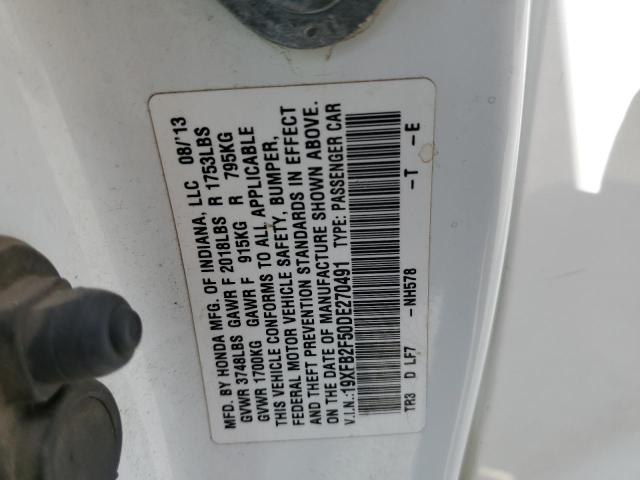 MFD. BY HONDA MFG. OF INDIANA, LLC 08/'13
GVWR 3748LBS GAWR F 2018LBS R 1753LBS
GVWR 1700KG GAWR F 915KG R 795KG
THIS VEHICLE CONFORMS TO ALL APPLICABLE
FEDERAL MOTOR VEHICLE SAFETY, BUMPER,
AND THEFT PREVENTION STANDARDS IN EFFECT
ON THE DATE OF MANUFACTURE SHOWN ABOVE.
V.I.N.:19XFB2F50DE270491 TYPE: PASSENGER CAR
TR3 D LF7 -NH578 -T -E